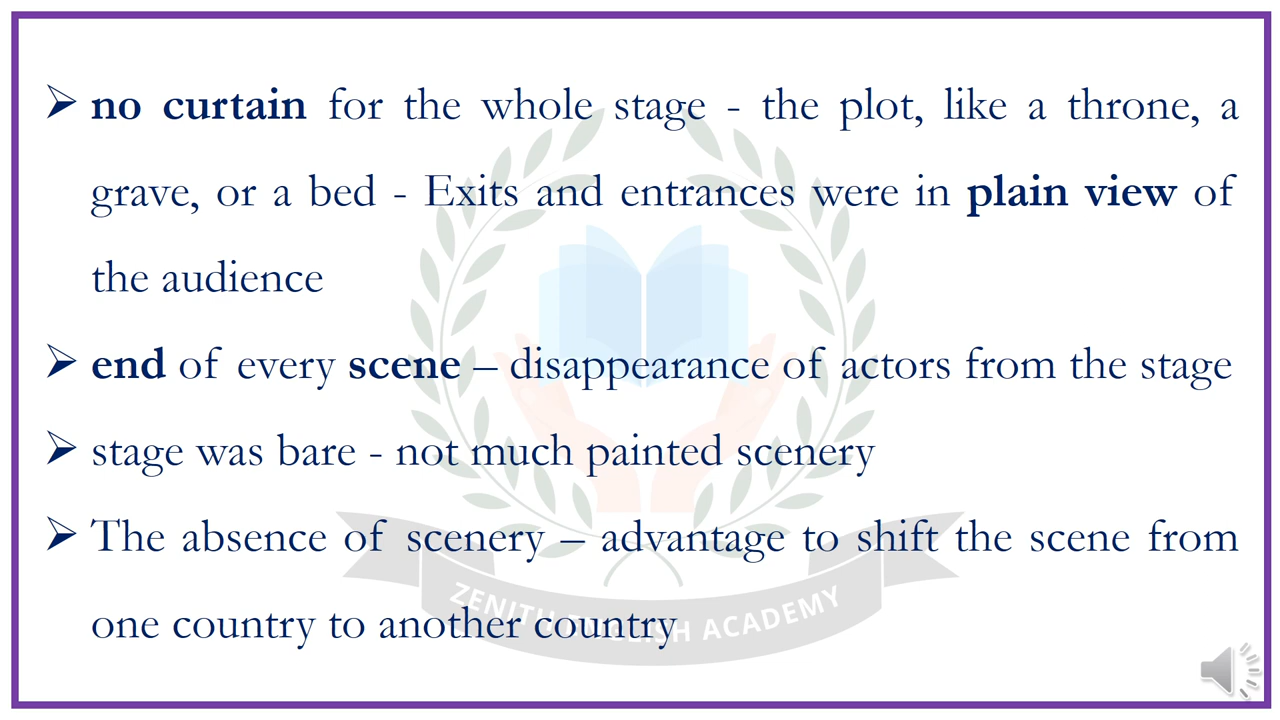 ➢ no curtain for the whole stage - the plot, like a throne, a
grave, or a bed - Exits and entrances were in plain view of
the audience
➢ end of every scene – disappearance of actors from the stage
➢ stage was bare - not much painted scenery
➢ The absence of scenery – advantage to shift the scene from
one country to another country
ZENITH ENGLISH ACADEMY